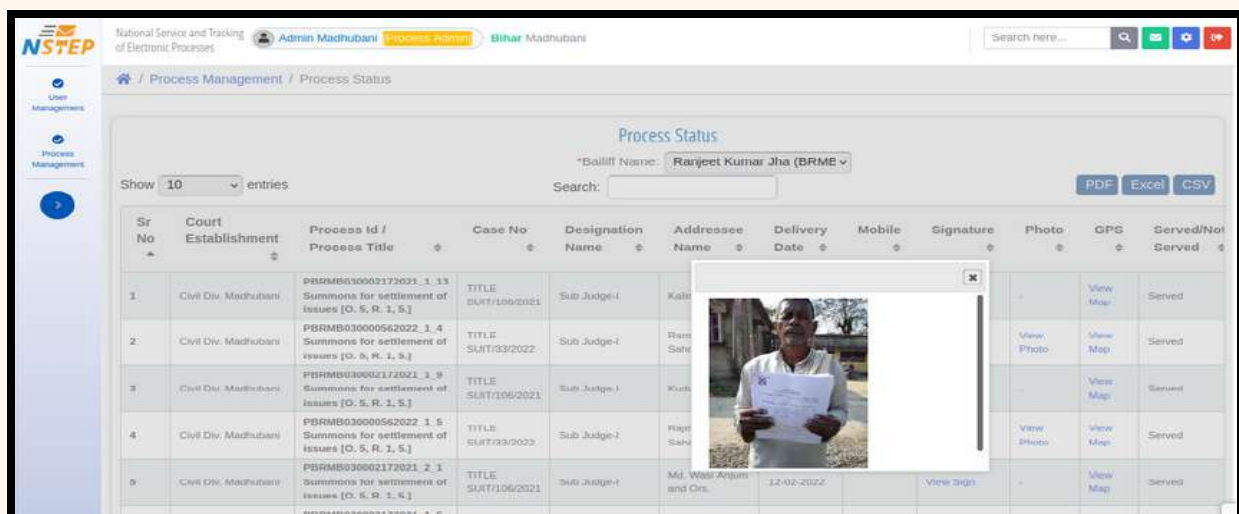 NSTEP
National Service and Tracking
of Electronic Processes
Admin Madhubani Process Admin Bihar Madhubani
Search here...
/ Process Management / Process Status
User
Management
Process
Management
Process Status
*Bailiff Name: Ranjeet Kumar Jha (BRME
Show 10 entries
Search:
PDF Excel CSV
Sr No Court Establishment Process Id / Process Title Case No Designation Name Addressee Name Delivery Date Mobile Signature Photo GPS Served/Not Served
1 Civil Div. Madhubani PBRMB030002172021_1_13 Summons for settlement of issues [O. 5, R. 1, 5.] TITLE SUIT/106/2021 Sub Judge-I - View Map Served
2 Civil Div. Madhubani PBRMB030000562022_1_4 Summons for settlement of issues [O. 5, R. 1, 5.] TITLE SUIT/33/2022 Sub Judge-I View Photo View Map Served
3 Civil Div. Madhubani PBRMB030002172021_1_9 Summons for settlement of issues [O. 5, R. 1, 5.] TITLE SUIT/106/2021 Sub Judge-I - View Map Served
4 Civil Div. Madhubani PBRMB030000562022_1_5 Summons for settlement of issues [O. 5, R. 1, 5.] TITLE SUIT/33/2022 Sub Judge-I View Photo View Map Served
5 Civil Div. Madhubani PBRMB030002172021_2_1 Summons for settlement of issues [O. 5, R. 1, 5.] TITLE SUIT/106/2021 Sub Judge-I Md. Wasi Anjum and Ors. 12-02-2022 View Sign - View Map Served